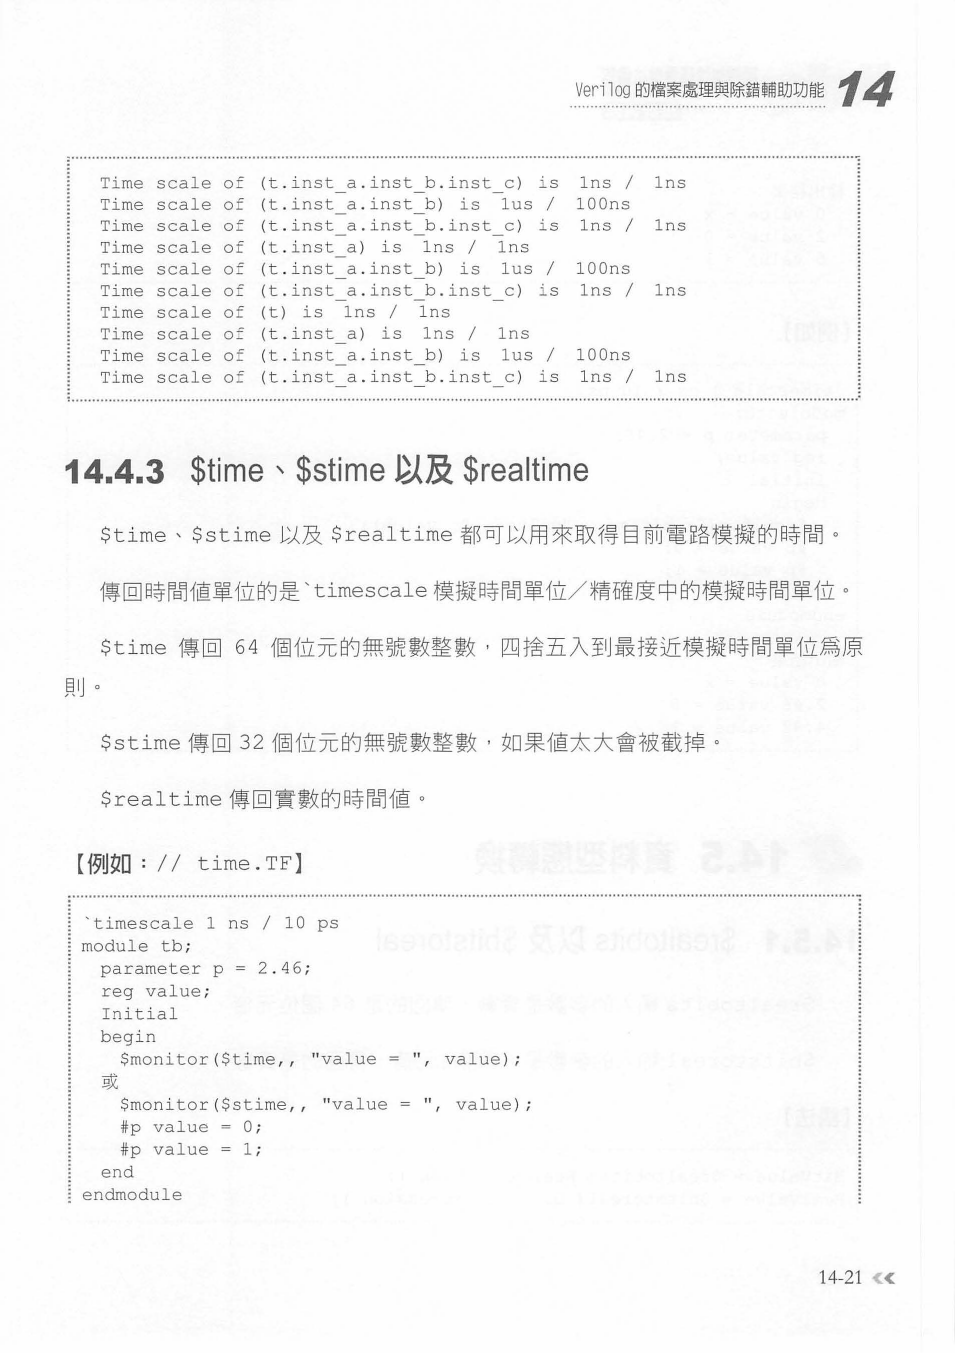 Verilog 的檔案處理與除錯輔助功能 14
Time scale of (t.inst_a.inst_b.inst_c) is 1ns / 1ns
Time scale of (t.inst_a.inst_b) is 1us / 100ns
Time scale of (t.inst_a.inst_b.inst_c) is 1ns / 1ns
Time scale of (t.inst_a) is 1ns / 1ns
Time scale of (t.inst_a.inst_b) is 1us / 100ns
Time scale of (t.inst_a.inst_b.inst_c) is 1ns / 1ns
Time scale of (t) is 1ns / 1ns
Time scale of (t.inst_a) is 1ns / 1ns
Time scale of (t.inst_a.inst_b) is 1us / 100ns
Time scale of (t.inst_a.inst_b.inst_c) is 1ns / 1ns
14.4.3 $time、$stime 以及 $realtime
$time、$stime 以及 $realtime 都可以用來取得目前電路模擬的時間。
傳回時間值單位的是`timescale 模擬時間單位／精確度中的模擬時間單位。
$time 傳回 64 個位元的無號數整數，四捨五入到最接近模擬時間單位為原
則。
$stime 傳回 32 個位元的無號數整數，如果值太大會被截掉。
$realtime 傳回實數的時間值。
【例如：// time.TF】
`timescale 1 ns / 10 ps
module tb;
parameter p = 2.46;
reg value;
Initial
begin
$monitor($time,, "value = ", value);
或
$monitor($stime,, "value = ", value);
#p value = 0;
#p value = 1;
end
endmodule
14-21